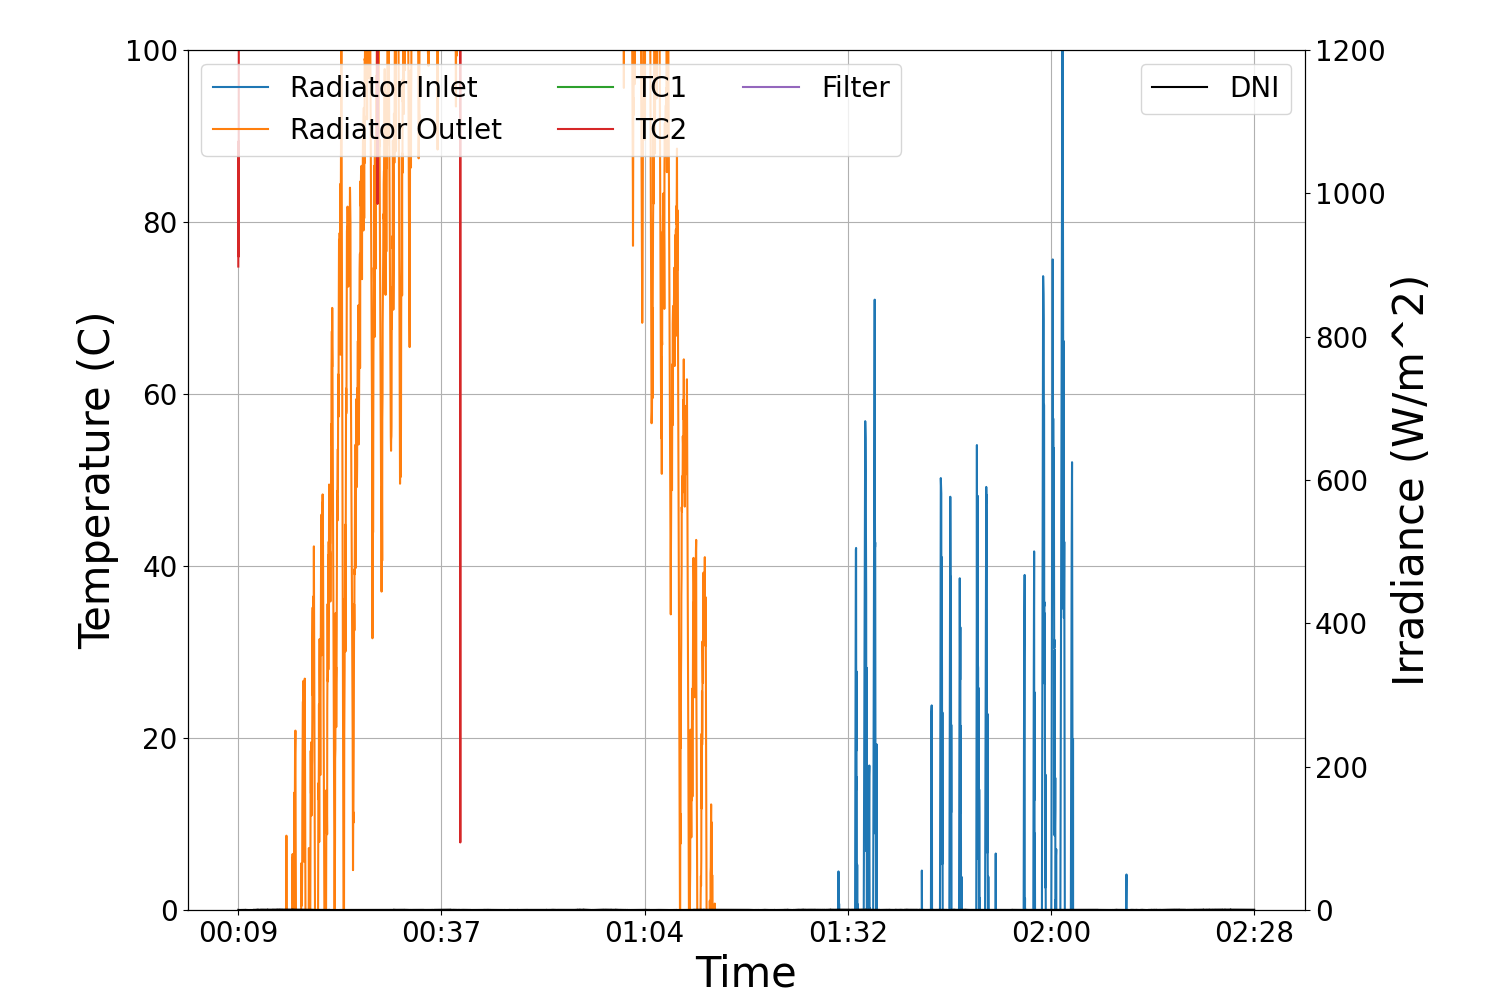 100
80
60
40
20
0
Temperature (C)
Radiator Inlet
Radiator Outlet
TC1
TC2
Filter
DNI
1200
1000
800
600
400
200
0
Irradiance (W/m^2)
00:09
00:37
01:04
01:32
02:00
02:28
Time